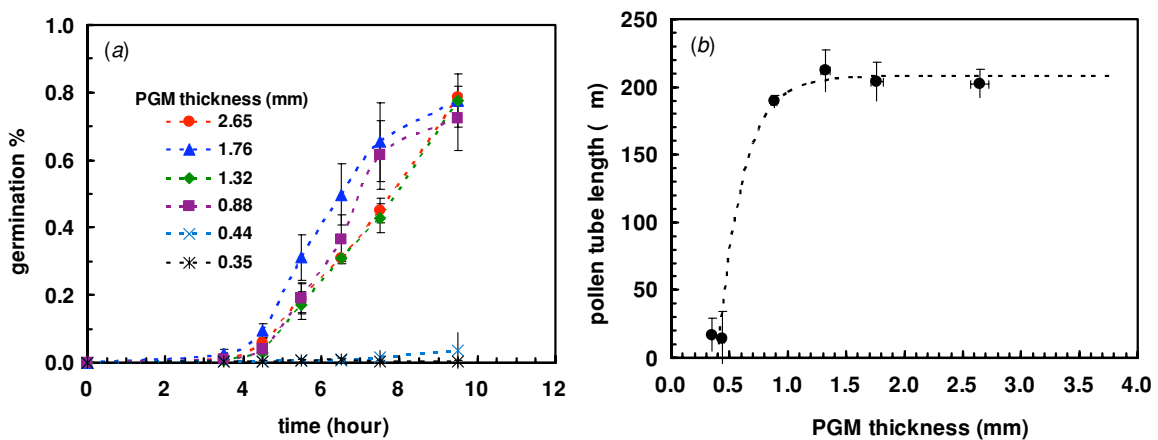 (a)
1.0
0.8
0.6
0.4
0.2
0.0
germination %
PGM thickness (mm)
2.65
1.76
1.32
0.88
0.44
0.35
0 2 4 6 8 10 12
time (hour)
(b)
250
200
150
100
50
0
pollen tube length ( m)
0.0 0.5 1.0 1.5 2.0 2.5 3.0 3.5 4.0
PGM thickness (mm)